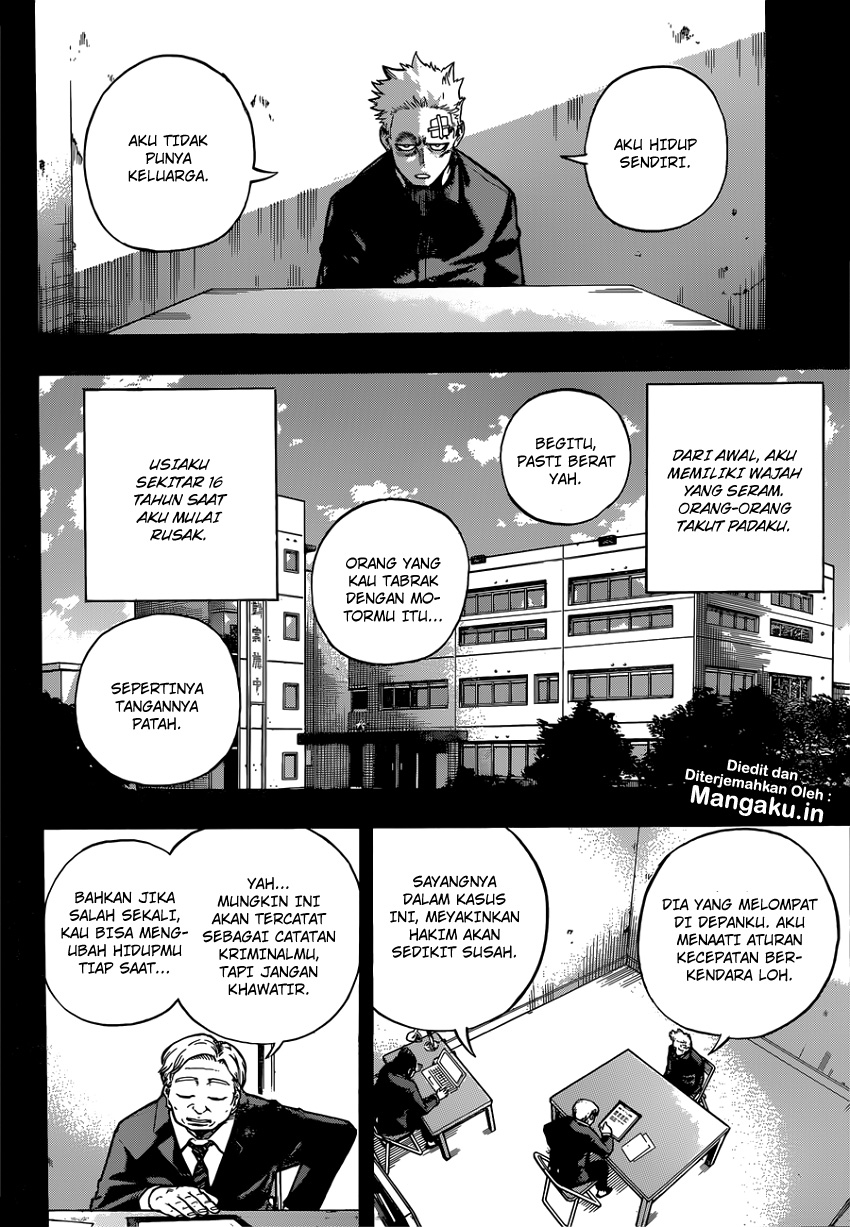 AKU HIDUP
SENDIRI.
AKU TIDAK
PUNYA
KELUARGA.
DARI AWAL, AKU
MEMILIKI WAJAH
YANG SERAM.
ORANG-ORANG
TAKUT PADAKU.
BEGITU,
PASTI BERAT
YAH.
ORANG YANG
KAU TABRAK
DENGAN MO-
TORMU ITU...
USIAKU
SEKITAR 16
TAHUN SAAT
AKU MULAI
RUSAK.
SEPERTINYA
TANGANNYA
PATAH.
Diedit dan
Diterjemahkan Oleh :
Mangaku.in
DIA YANG MELOMPAT
DI DEPANKU. AKU
MENAATI ATURAN
KECEPATAN BER-
KENDARA LOH.
SAYANGNYA
DALAM KASUS
INI, MEYAKINKAN
HAKIM AKAN
SEDIKIT SUSAH.
YAH...
MUNGKIN INI
AKAN TERCATAT
SEBAGAI CATATAN
KRIMINALMU,
TAPI JANGAN
KHAWATIR.
BAHKAN JIKA
SALAH SEKALI,
KAU BISA MENG-
UBAH HIDUPMU
TIAP SAAT...